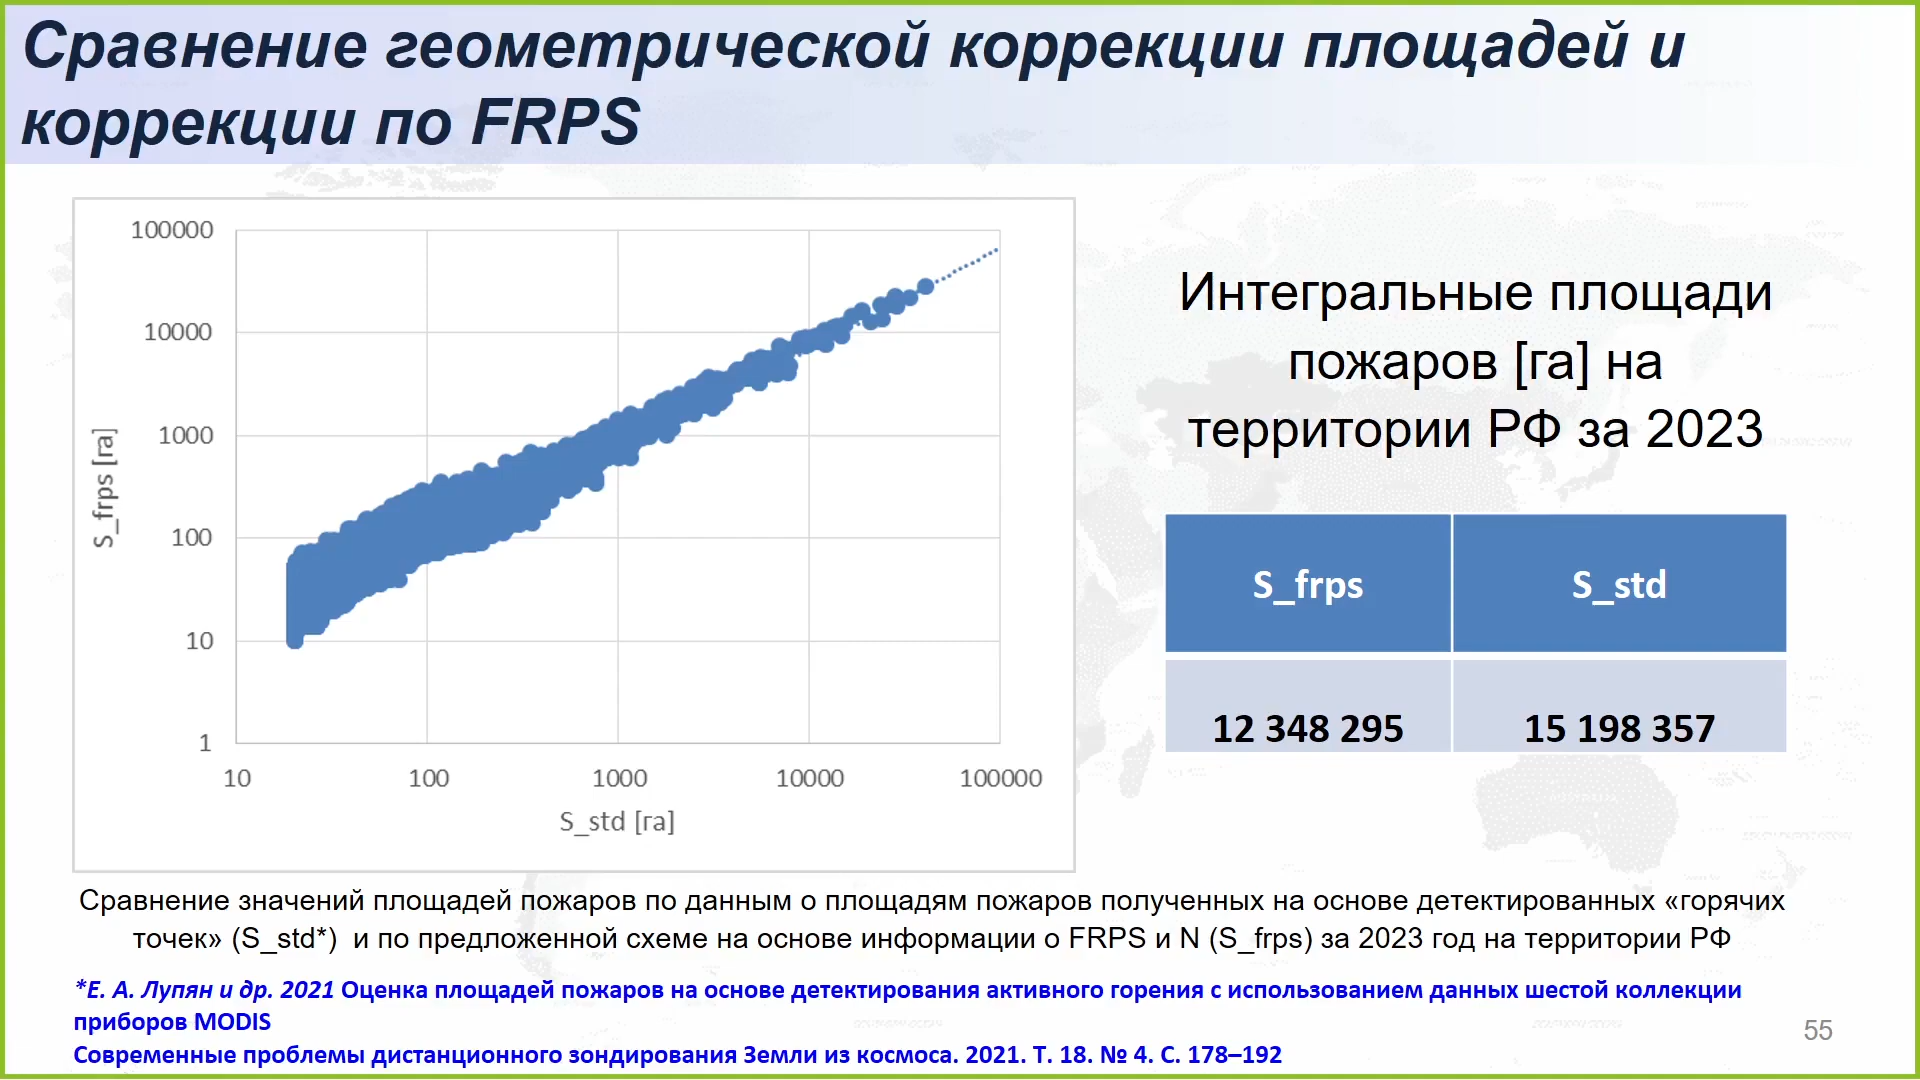 Сравнение геометрической коррекции площадей и
коррекции по FRPS
100000
10000
1000
100
10
1
S_frps [га]
10
100
1000
10000
100000
S_std [га]
Интегральные площади
пожаров [га] на
территории РФ за 2023
S_frps
S_std
12 348 295
15 198 357
Сравнение значений площадей пожаров по данным о площадям пожаров полученных на основе детектированных «горячих
точек» (S_std*) и по предложенной схеме на основе информации о FRPS и N (S_frps) за 2023 год на территории РФ
*Е. А. Лупян и др. 2021 Оценка площадей пожаров на основе детектирования активного горения с использованием данных шестой коллекции
приборов MODIS
Современные проблемы дистанционного зондирования Земли из космоса. 2021. Т. 18. № 4. С. 178–192
55